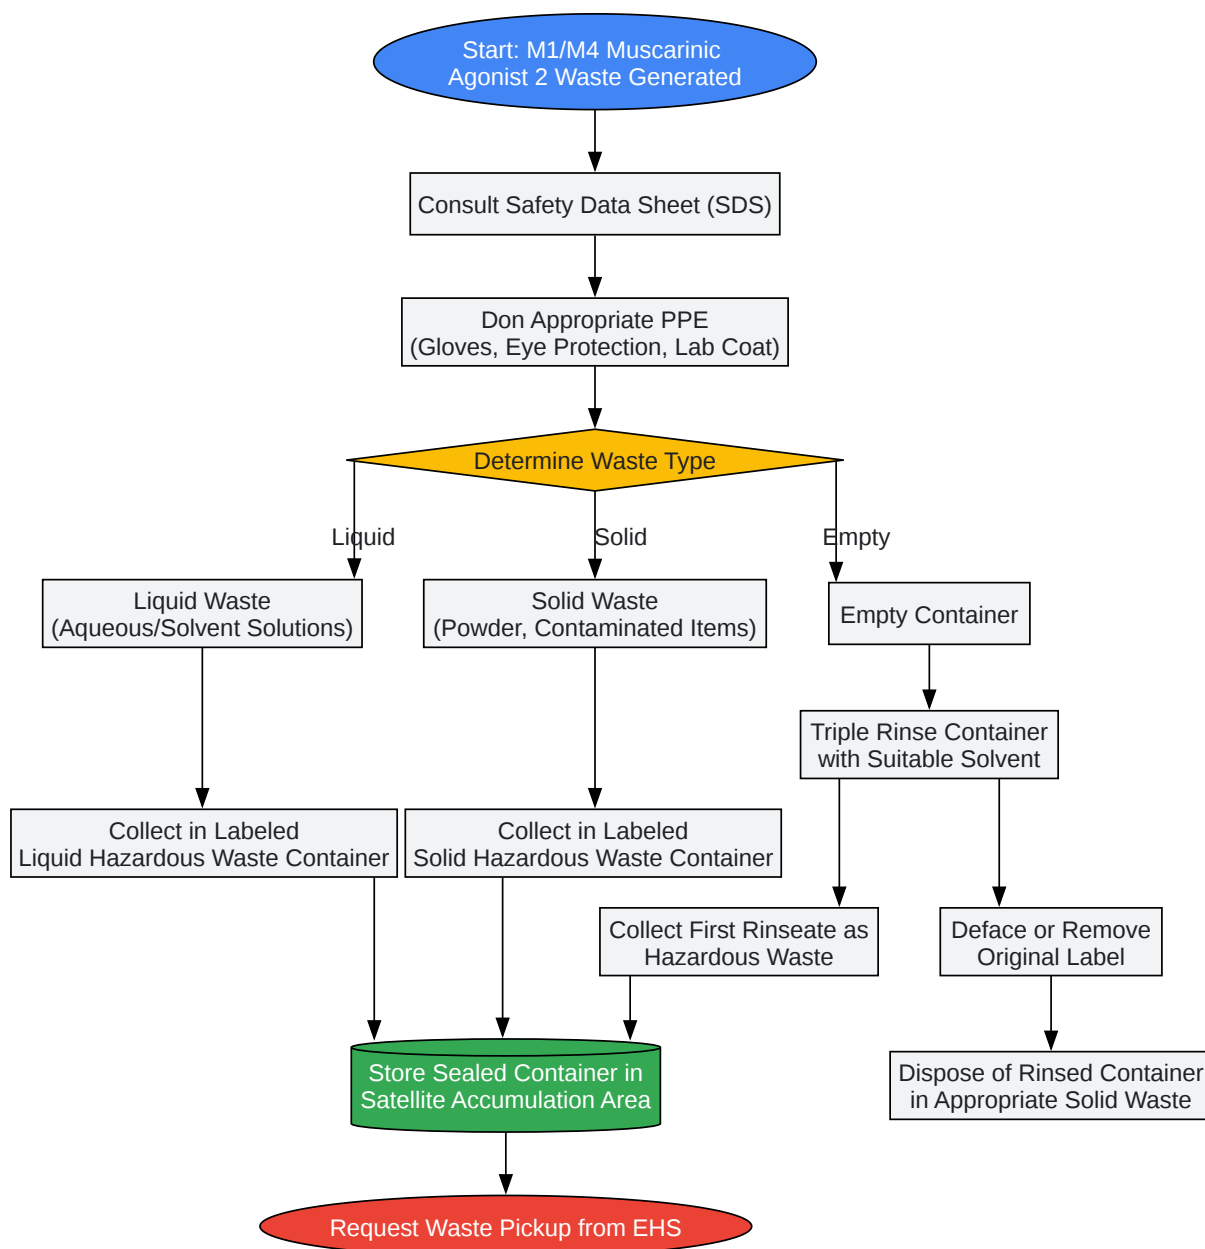 Start: M1/M4 Muscarinic
Agonist 2 Waste Generated
Consult Safety Data Sheet (SDS)
Don Appropriate PPE
(Gloves, Eye Protection, Lab Coat)
Determine Waste Type
Liquid
Solid
Empty
Liquid Waste
(Aqueous/Solvent Solutions)
Solid Waste
(Powder, Contaminated Items)
Empty Container
Triple Rinse Container
with Suitable Solvent
Collect in Labeled
Liquid Hazardous Waste Container
Collect in Labeled
Solid Hazardous Waste Container
Collect First Rinseate as
Hazardous Waste
Deface or Remove
Original Label
Store Sealed Container in
Satellite Accumulation Area
Dispose of Rinsed Container
in Appropriate Solid Waste
Request Waste Pickup from EHS